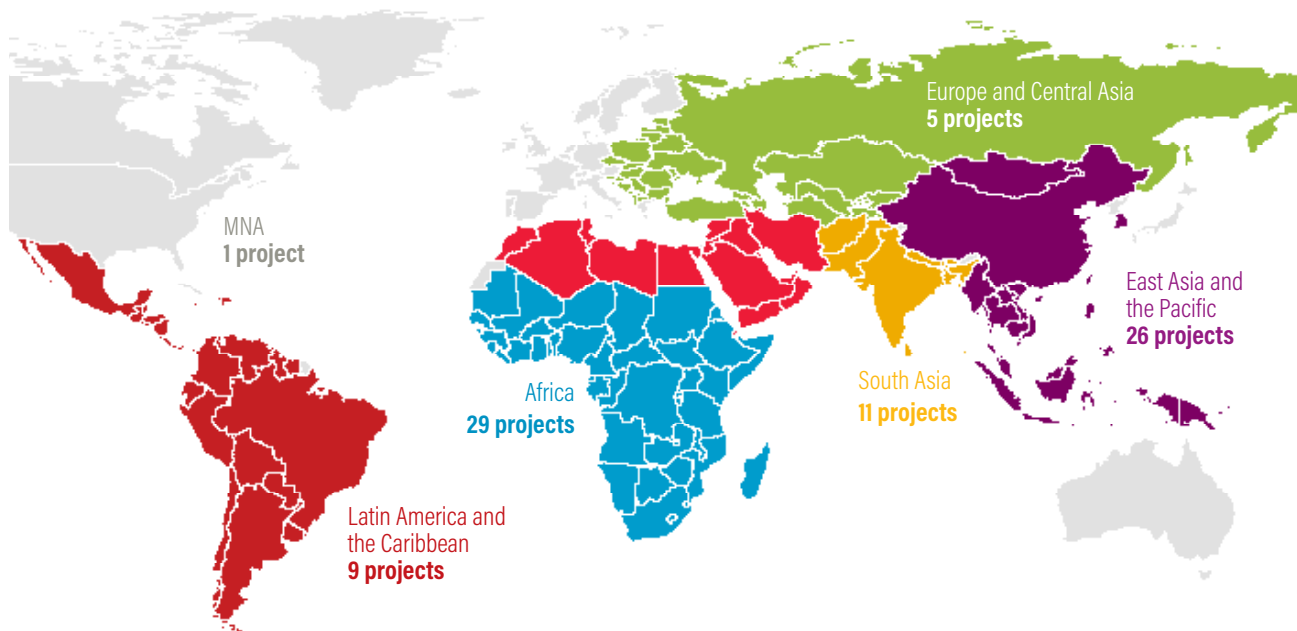 Europe and Central Asia
5 projects
MNA
1 project
East Asia and
the Pacific
26 projects
South Asia
11 projects
Africa
29 projects
Latin America and
the Caribbean
9 projects